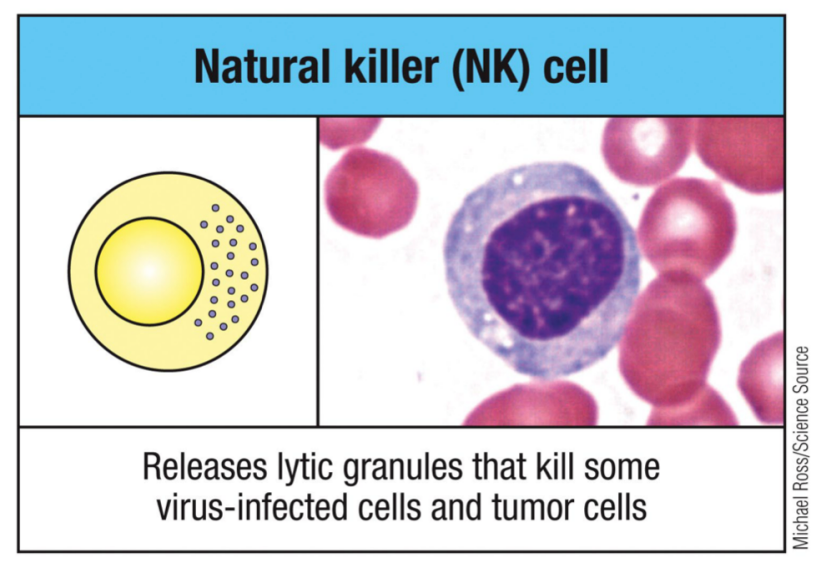 Natural killer (NK) cell
Releases lytic granules that kill some
virus-infected cells and tumor cells
Michael Ross/Science Source